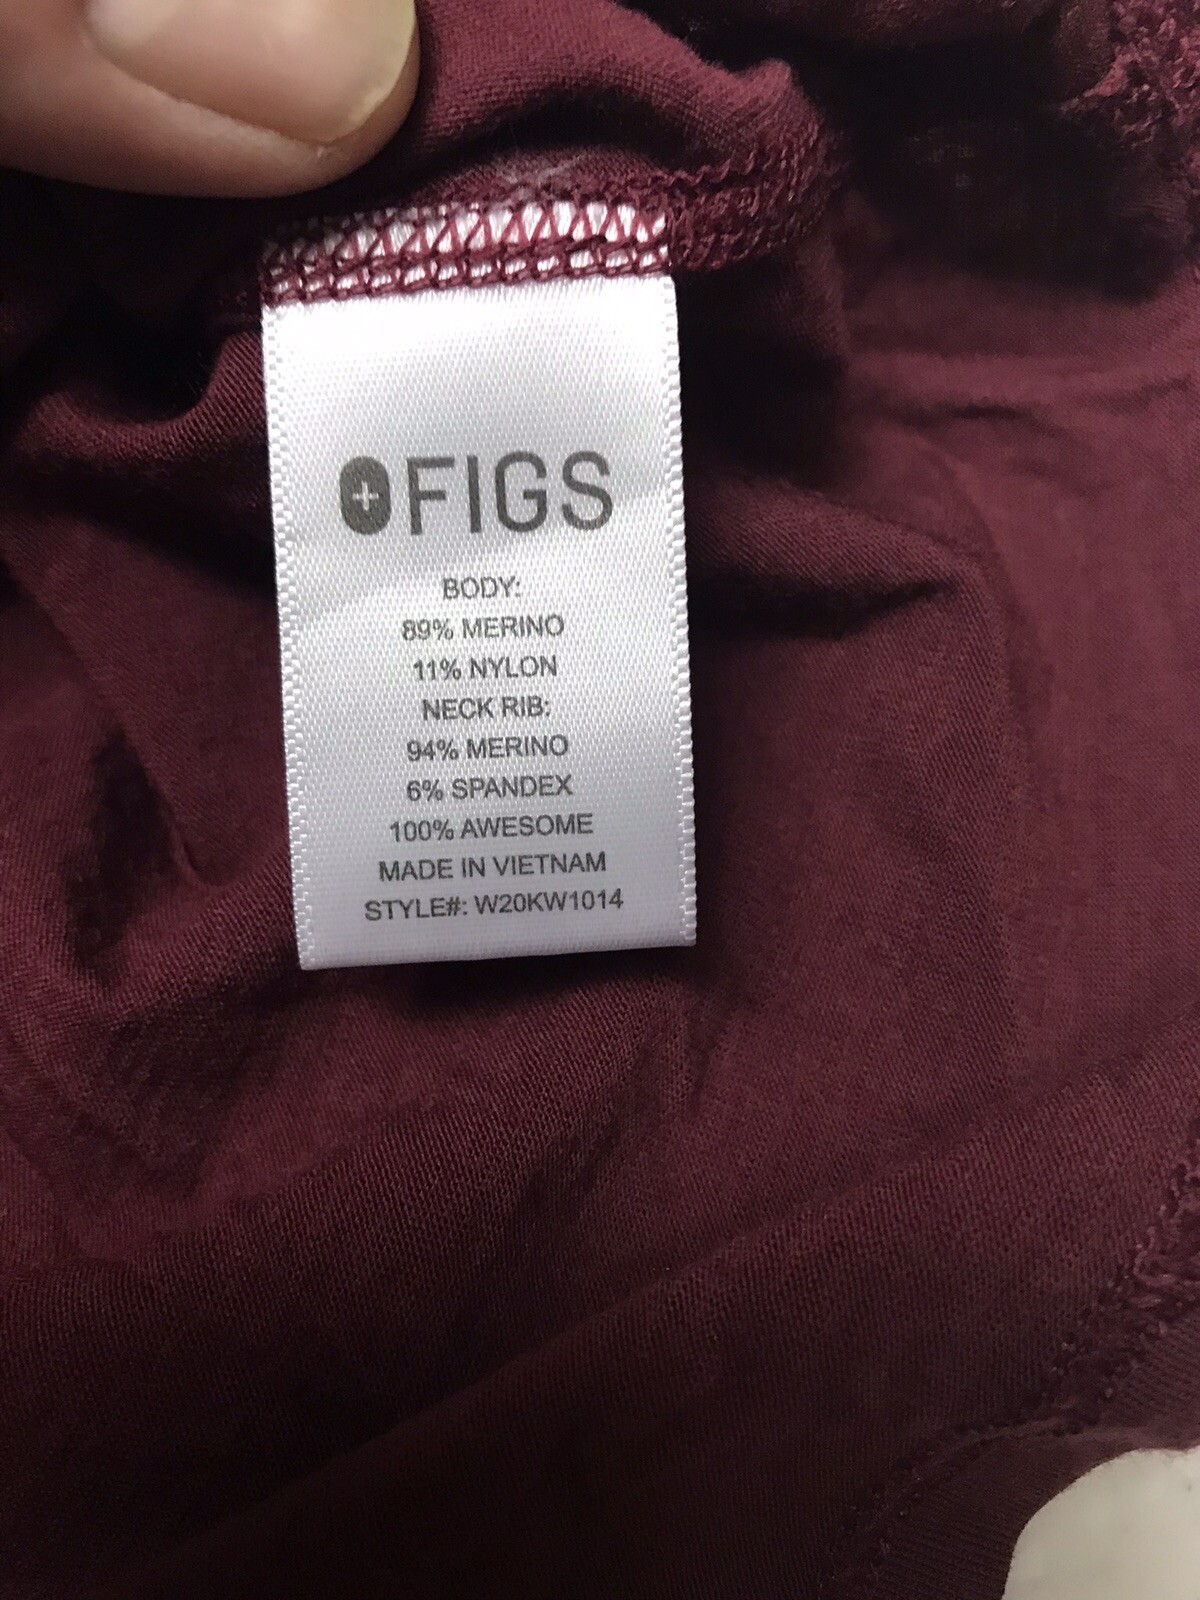 FIGS
BODY:
89% MERINO
11% NYLON
NECK RIB:
94% MERINO
6% SPANDEX
100% AWESOME
MADE IN VIETNAM
STYLE#: W20KW1014